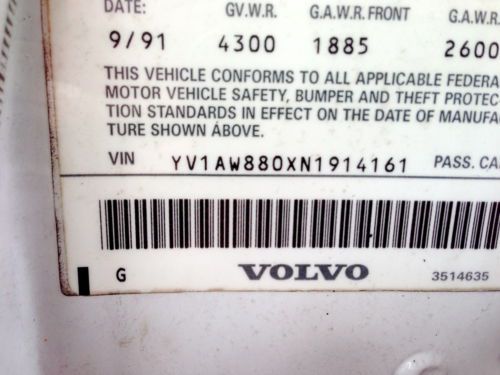 DATE: GV.W.R. G.A.W.R. FRONT G.A.W.R.
9/91 4300 1885 2600
THIS VEHICLE CONFORMS TO ALL APPLICABLE FEDERA
MOTOR VEHICLE SAFETY, BUMPER AND THEFT PROTEC
TION STANDARDS IN EFFECT ON THE DATE OF MANUFA
TURE SHOWN ABOVE.
VIN YV1AW880XN1914161 PASS. CA
G VOLVO 3514635